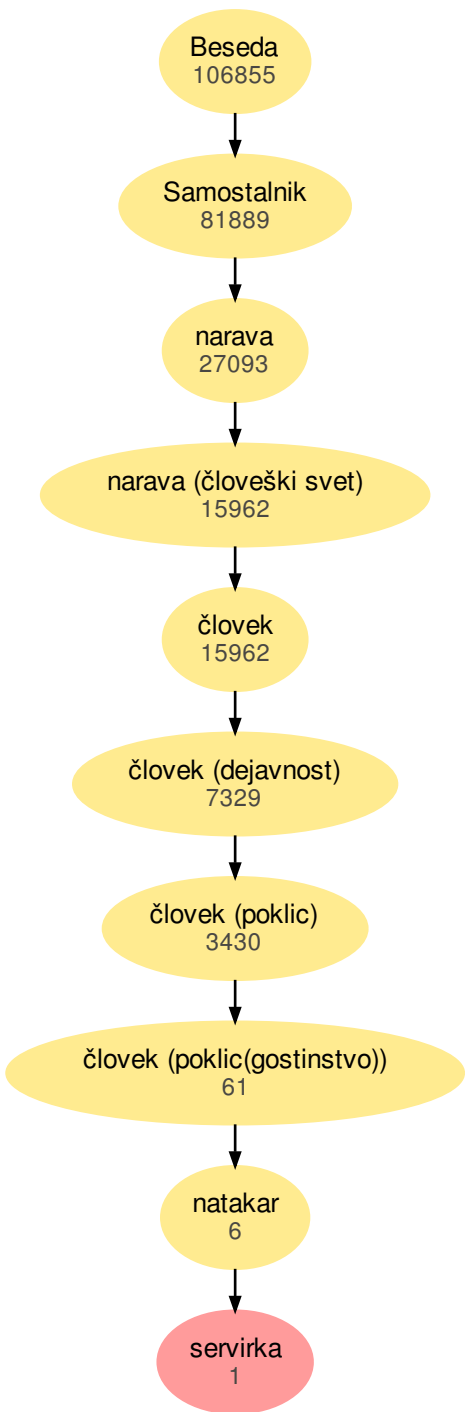 Beseda
106855
Samostalnik
81889
narava
27093
narava (človeški svet)
15962
človek
15962
človek (dejavnost)
7329
človek (poklic)
3430
človek (poklic(gostinstvo))
61
natakar
6
servirka
1